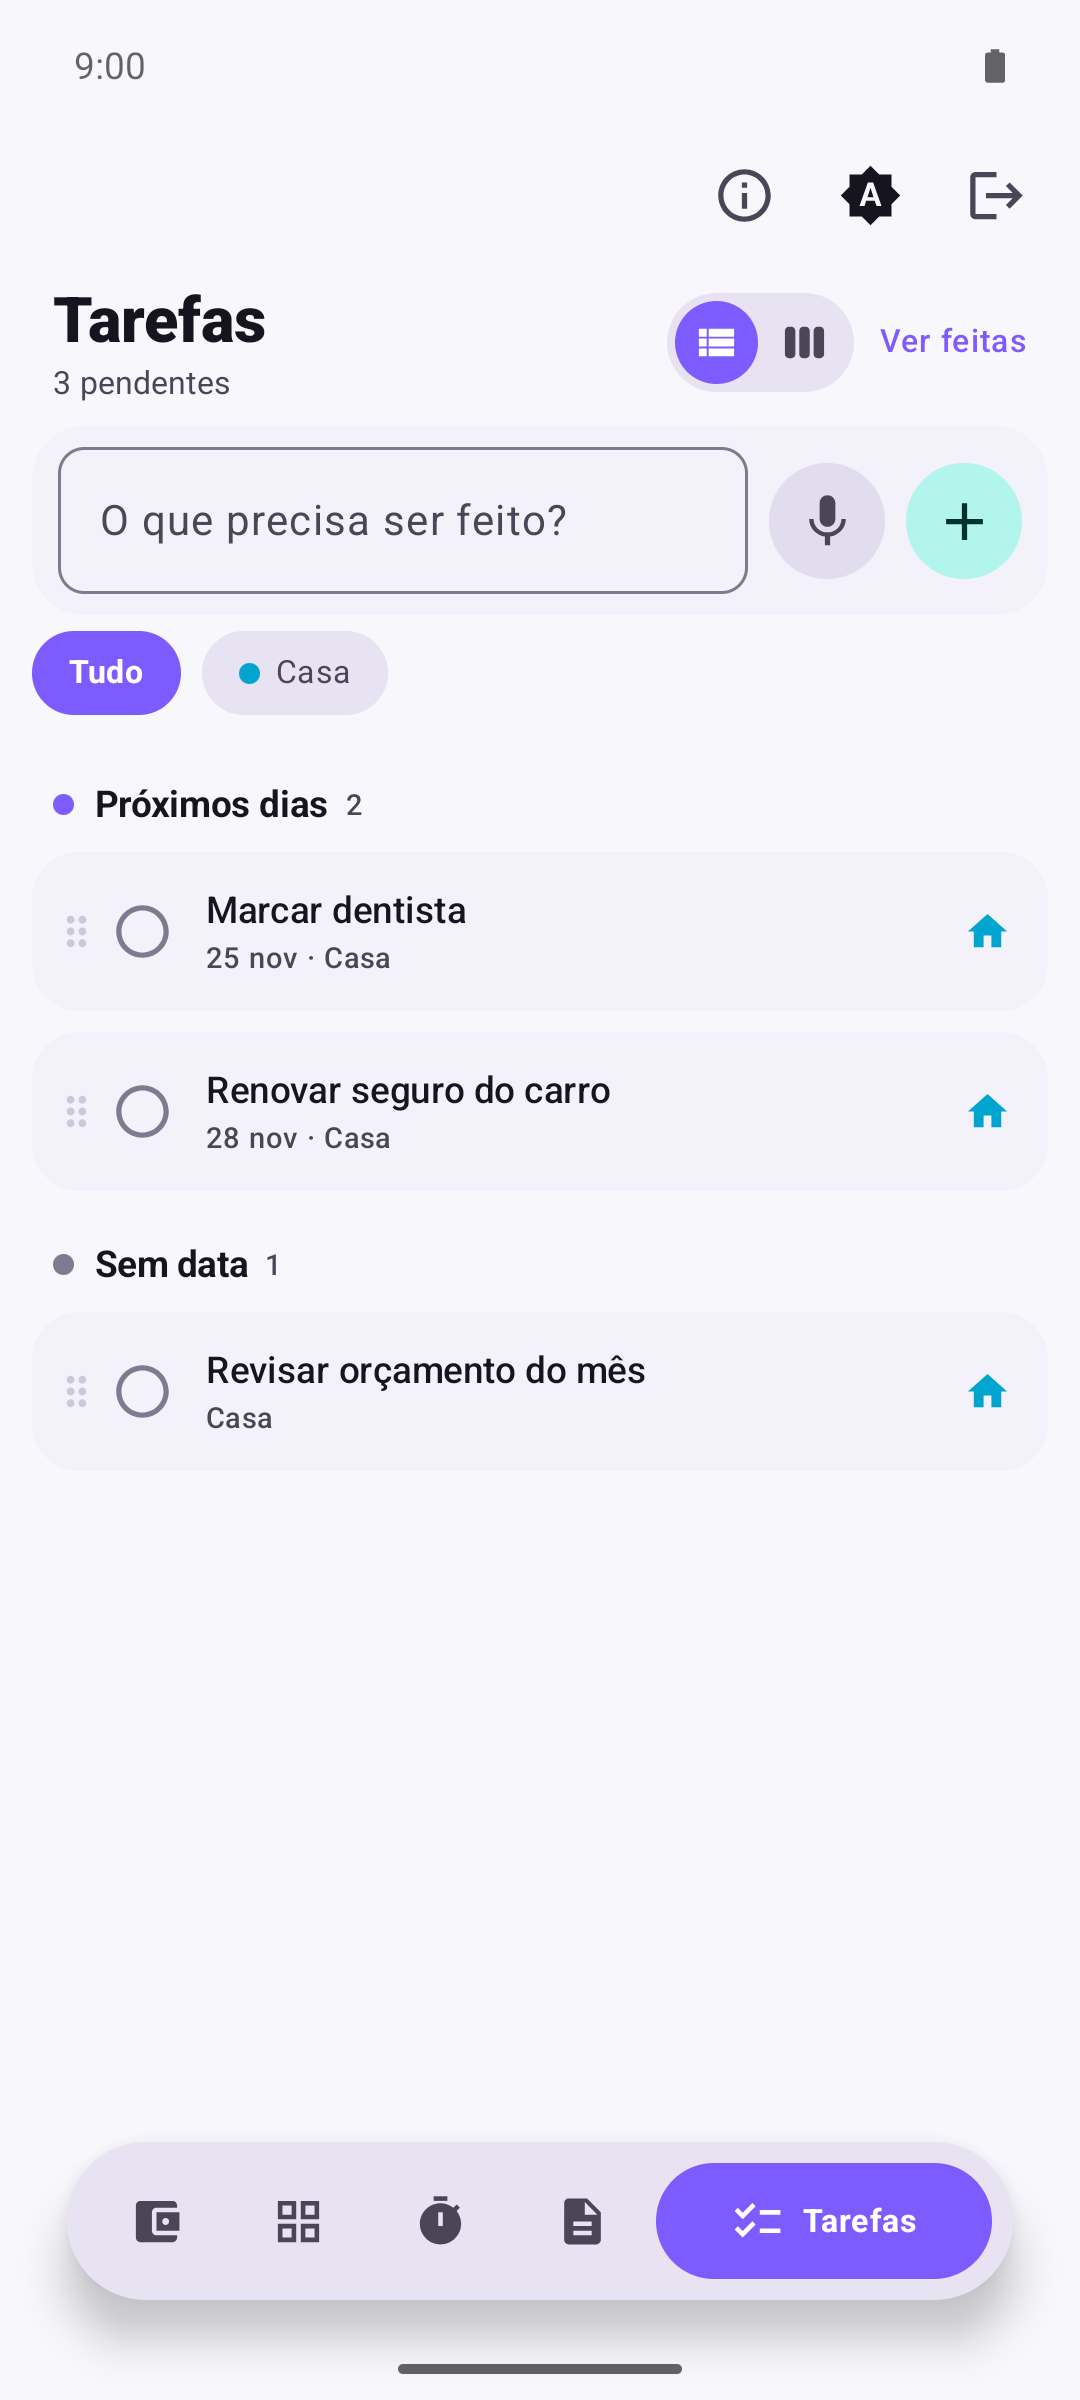 9:00
A
Tarefas
3 pendentes
Ver feitas
O que precisa ser feito?
Tudo
Casa
Próximos dias 2
Marcar dentista
25 nov · Casa
Renovar seguro do carro
28 nov · Casa
Sem data 1
Revisar orçamento do mês
Casa
Tarefas